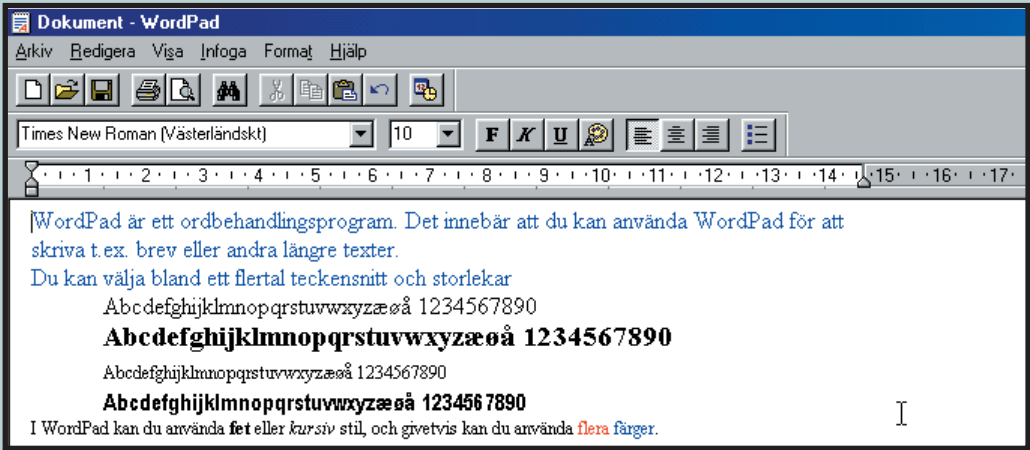 Dokument - WordPad
Arkiv Redigera Visa Infoga Format Hjälp
Times New Roman (Västerländskt) 10 F K U
1 2 3 4 5 6 7 8 9 10 11 12 13 14 15 16 17
WordPad är ett ordbehandlingsprogram. Det innebär att du kan använda WordPad för att
skriva t.ex. brev eller andra längre texter.
Du kan välja bland ett flertal teckensnitt och storlekar
Abcdefghijklmnopqrstuvwxyzæøå 1234567890
Abcdefghijklmnopqrstuvwxyzæøå 1234567890
Abcdefghijklmnopqrstuvwxyzæøå 1234567890
Abcdefghijklmnopqrstuvwxyzæøå 1234567890
I WordPad kan du använda fet eller kursiv stil, och givetvis kan du använda flera färger.